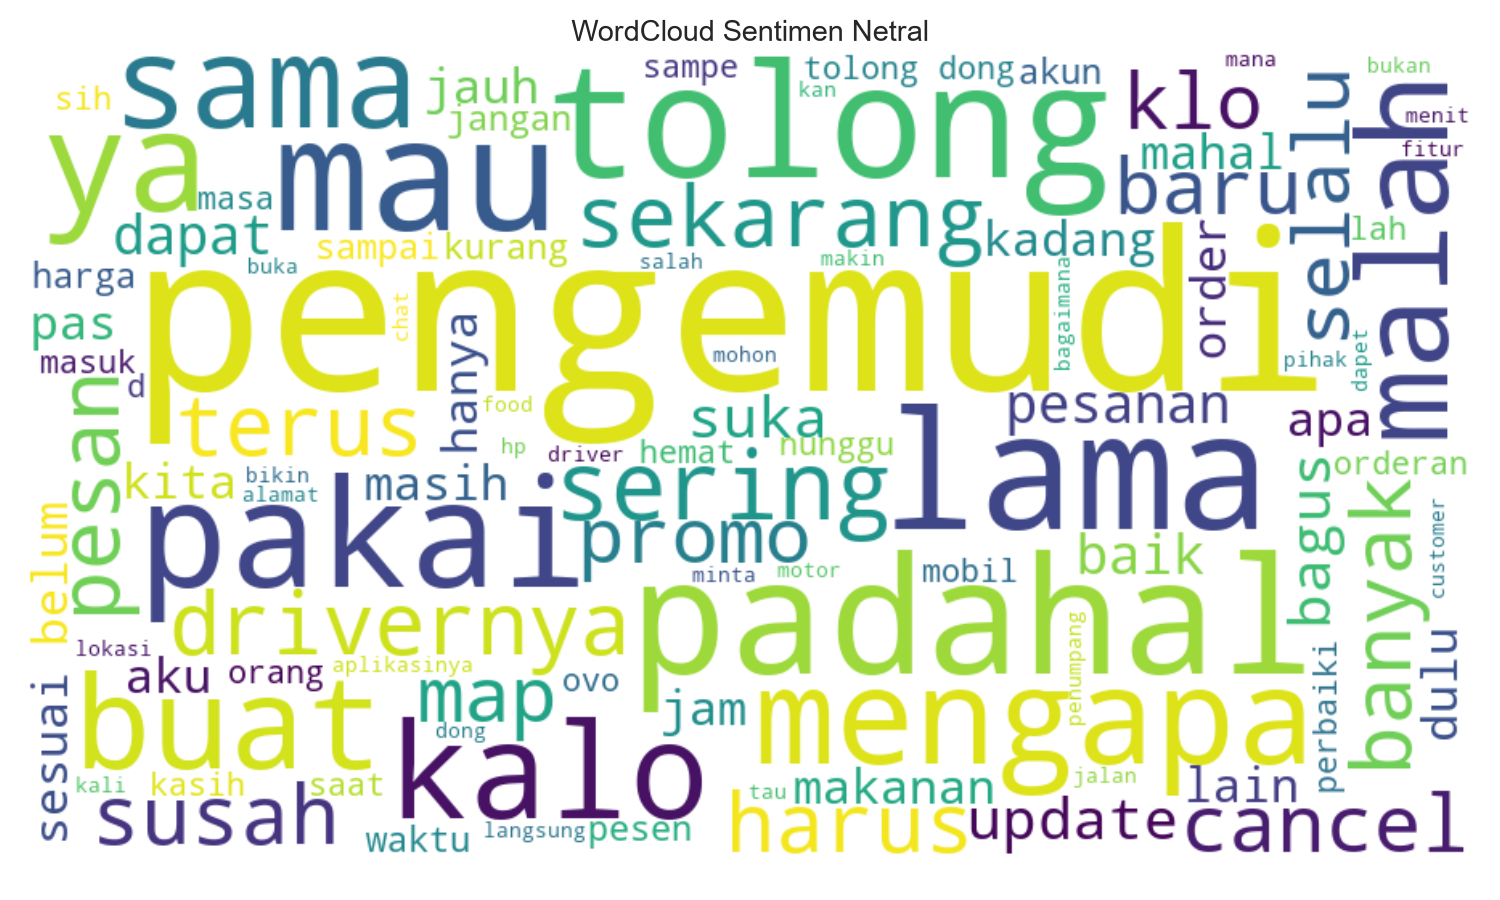 WordCloud Sentimen Netral
sama
sih
jauh
jangan
tolong
sampe
kan
tolong dong
akun
klo
mana
bukan
menit
fitur
malah
selalu
ya
mau
masa
dapat
sampai
kurang
sekarang
kadang
mahal
baru
lah
harga
buka
salah
makin
order
bagaimana
pengemudi
pas
chat
hanya
mohon
pihak
dapet
masuk
d
pesan
terus
food
hp
driver
suka
hemat
nunggu
pesanan
lama
apa
orderan
kita
bikin
alamat
masih
sering
pakai
promo
belum
minta
motor
mobil
baik
bagus
banyak
customer
drivernya
padahal
lokasi
aku
orang
aplikasinya
map
ovo
jam
penumpang
perbaiki
dulu
sesuai
buat
dong
kalo
mengapa
kali
kasih
saat
tau
makanan
jalan
lain
susah
waktu
langsung
pesen
harus
update
cancel